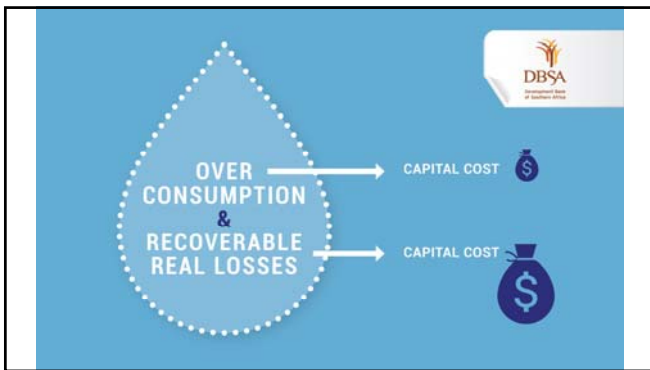 DBSA
Development Bank
of Southern Africa
OVER
CONSUMPTION
&
RECOVERABLE
REAL LOSSES
CAPITAL COST
$
CAPITAL COST
$